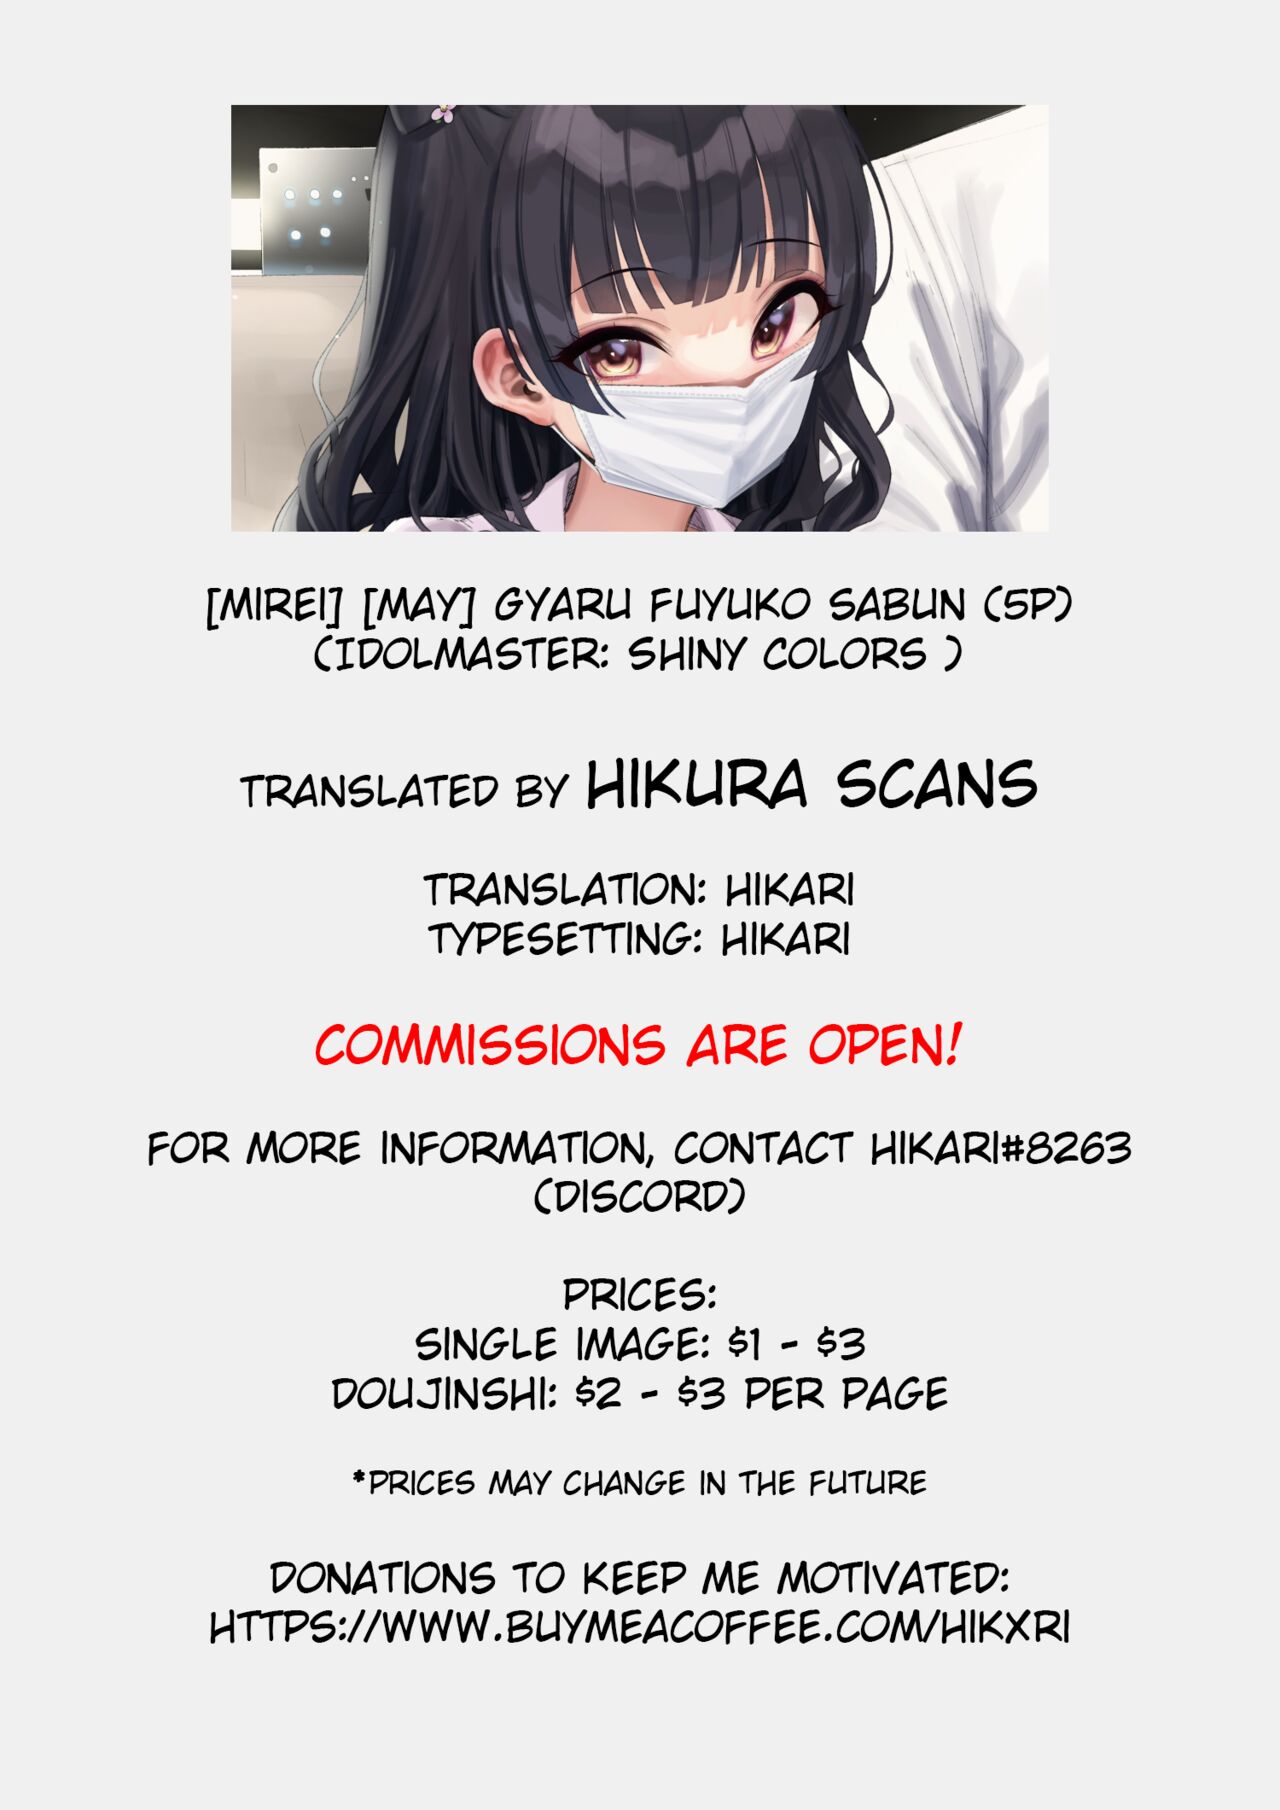 [MIREI] [MAY] GYARU FUYUKO SABUN (5P)
(IDOLMASTER: SHINY COLORS )
TRANSLATED BY HIKURA SCANS
TRANSLATION: HIKARI
TYPESETTING: HIKARI
COMMISSIONS ARE OPEN!
FOR MORE INFORMATION, CONTACT HIKARI#8263
(DISCORD)
PRICES:
SINGLE IMAGE: $1 - $3
DOUJINSHI: $2 - $3 PER PAGE
*PRICES MAY CHANGE IN THE FUTURE
DONATIONS TO KEEP ME MOTIVATED:
HTTPS://WWW.BUYMEACOFFEE.COM/HIKXRI